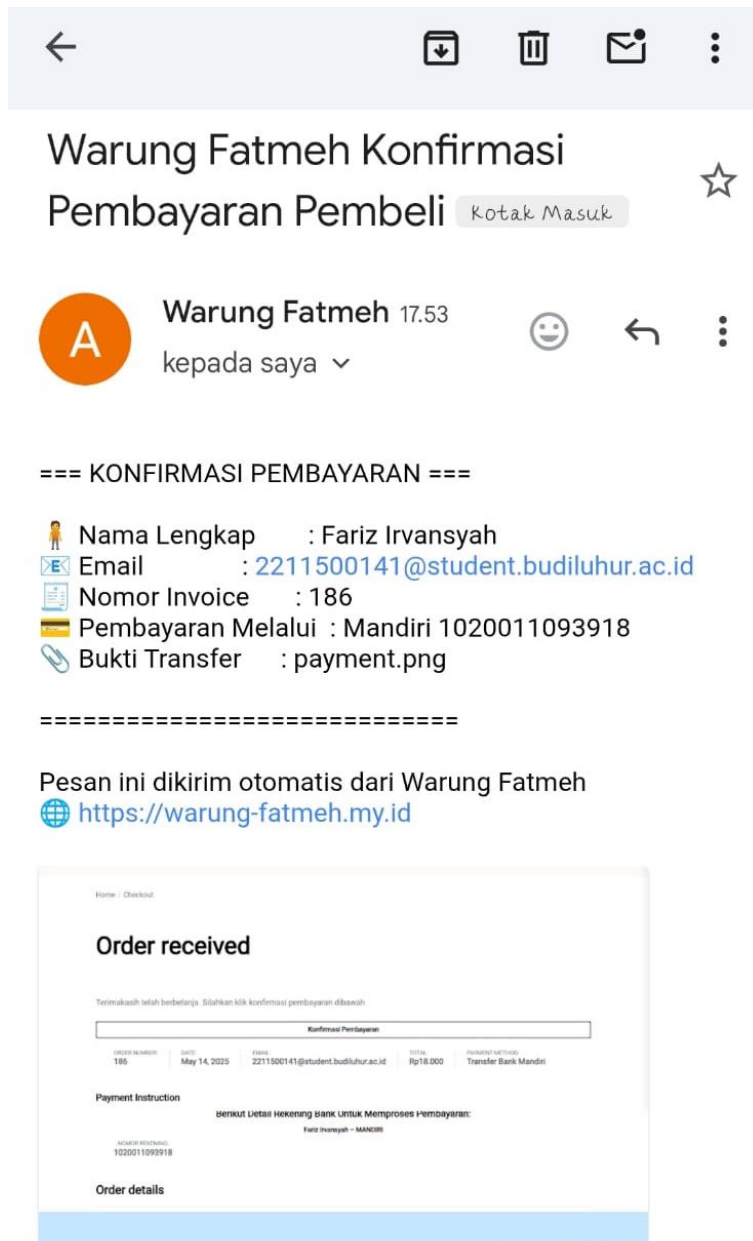 Warung Fatmeh Konfirmasi
Pembayaran Pembeli Kotak Masuk
A
Warung Fatmeh 17.53
kepada saya
=== KONFIRMASI PEMBAYARAN ===
Nama Lengkap : Fariz Irvansyah
Email : 2211500141@student.budiluhur.ac.id
Nomor Invoice : 186
Pembayaran Melalui : Mandiri 1020011093918
Bukti Transfer : payment.png
=============================
Pesan ini dikirim otomatis dari Warung Fatmeh
https://warung-fatmeh.my.id
Home / Checkout
Order received
Terimakasih telah berbelanja. Silahkan klik konfirmasi pembayaran dibawah
Konfirmasi Pembayaran
ORDER NUMBER: DATE: EMAIL: TOTAL: PAYMENT METHOD:
186 May 14, 2025 2211500141@student.budiluhur.ac.id Rp18.000 Transfer Bank Mandiri
Payment Instruction
Berikut Detail Rekening Bank Untuk Memproses Pembayaran:
Fariz Irvansyah – MANDIRI
NOMOR REKENING:
1020011093918
Order details